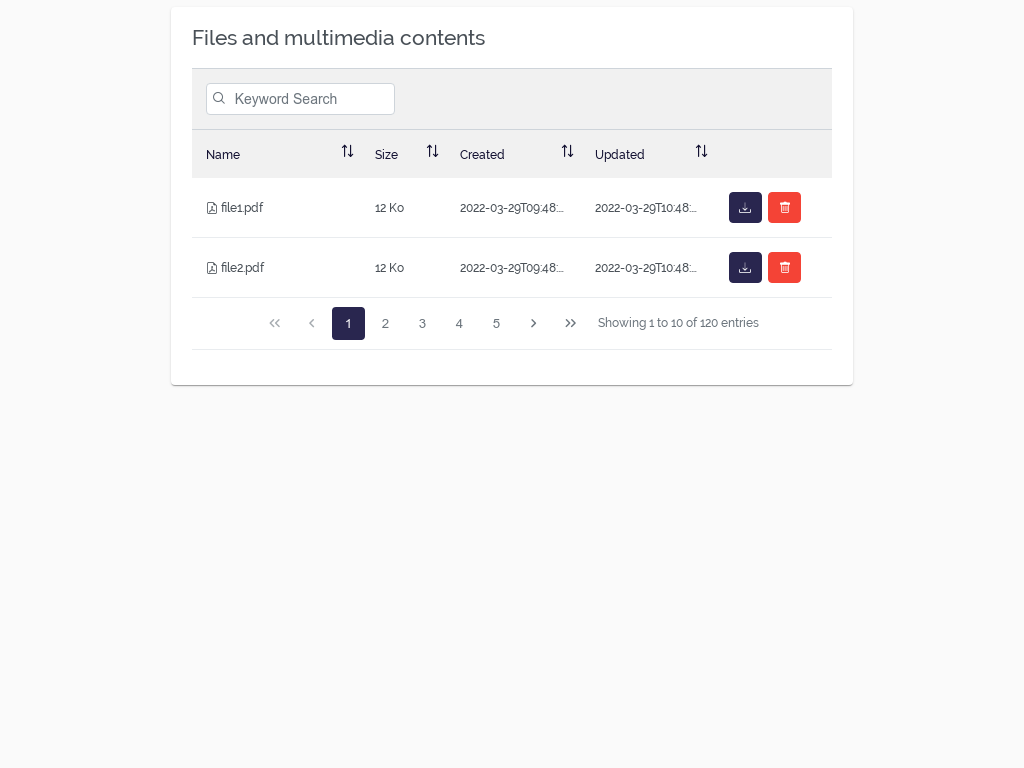 Files and multimedia contents
Keyword Search
Name Size Created Updated
file1.pdf 12 Ko 2022-03-29T09:48:... 2022-03-29T10:48:...
file2.pdf 12 Ko 2022-03-29T09:48:... 2022-03-29T10:48:...
1 2 3 4 5 Showing 1 to 10 of 120 entries